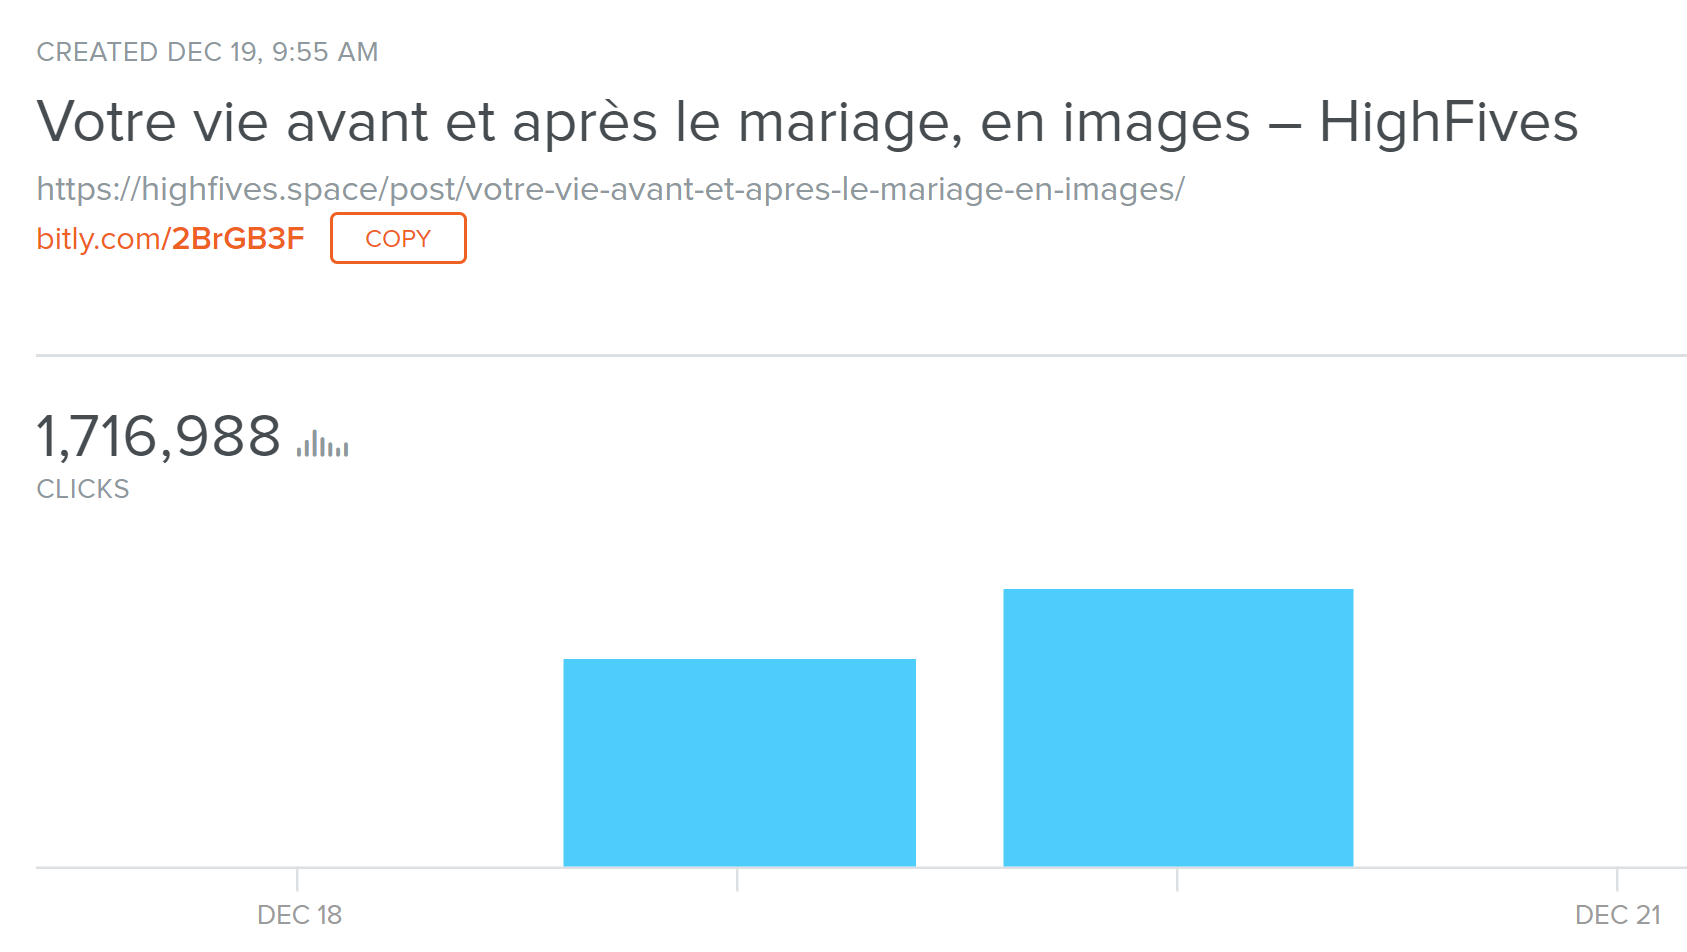 CREATED DEC 19, 9:55 AM
Votre vie avant et après le mariage, en images – HighFives
https://highfives.space/post/votre-vie-avant-et-apres-le-mariage-en-images/
bitly.com/2BrGB3F COPY
1,716,988
CLICKS
DEC 18 DEC 21